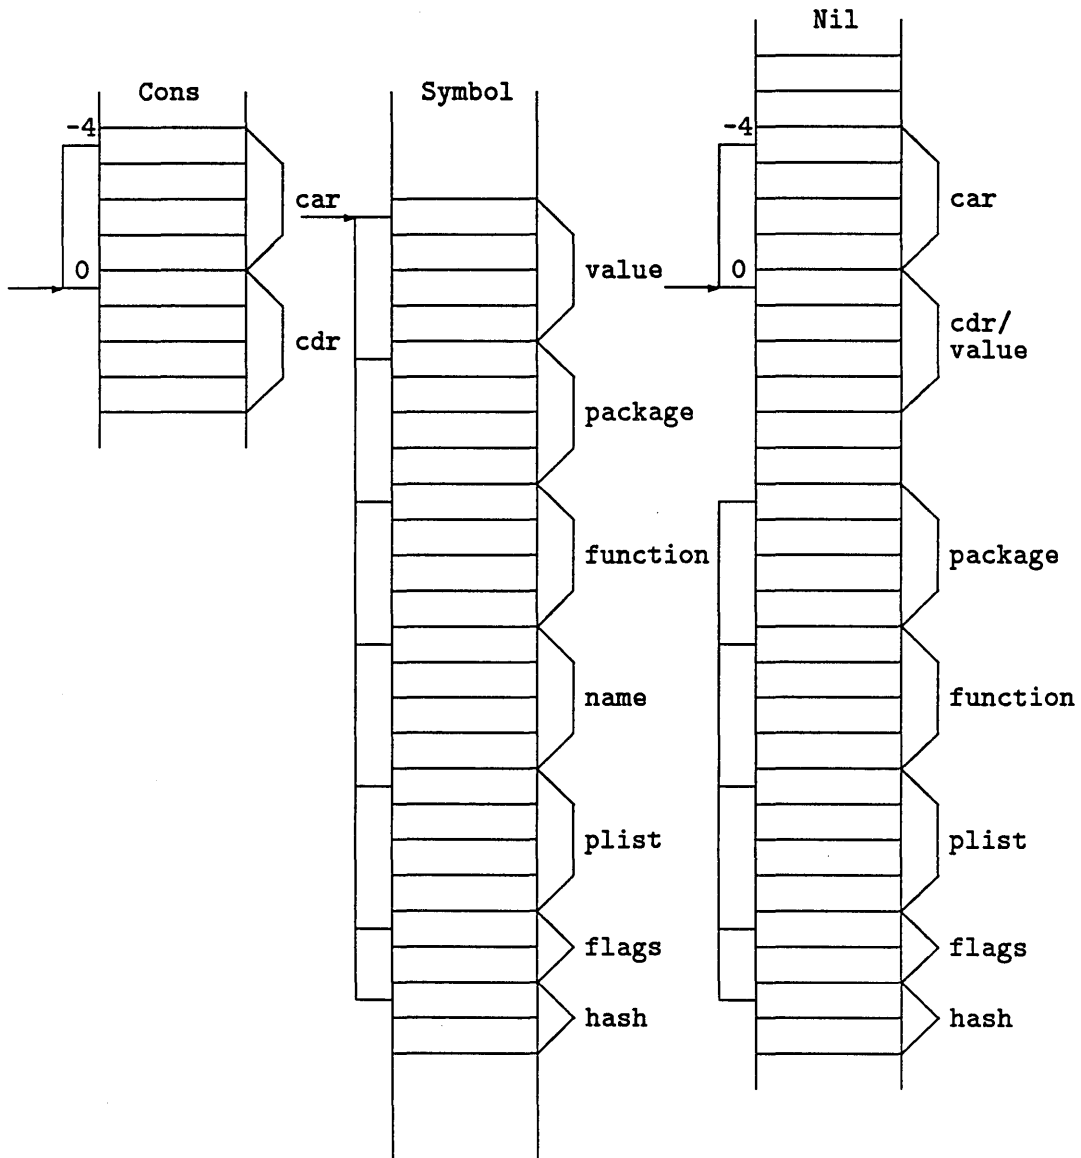 Cons
-4
0
car
cdr
Symbol
value
package
function
name
plist
flags
hash
Nil
-4
0
car
cdr/
value
package
function
plist
flags
hash